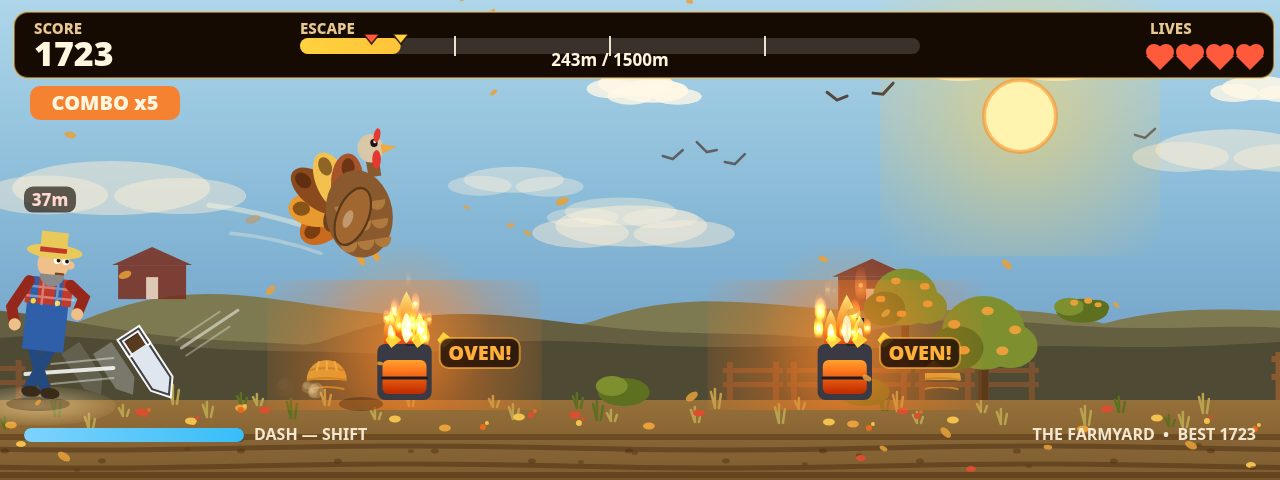 SCORE
1723
ESCAPE
243m / 1500m
LIVES
COMBO x5
37m
OVEN!
OVEN!
DASH — SHIFT
THE FARMYARD • BEST 1723